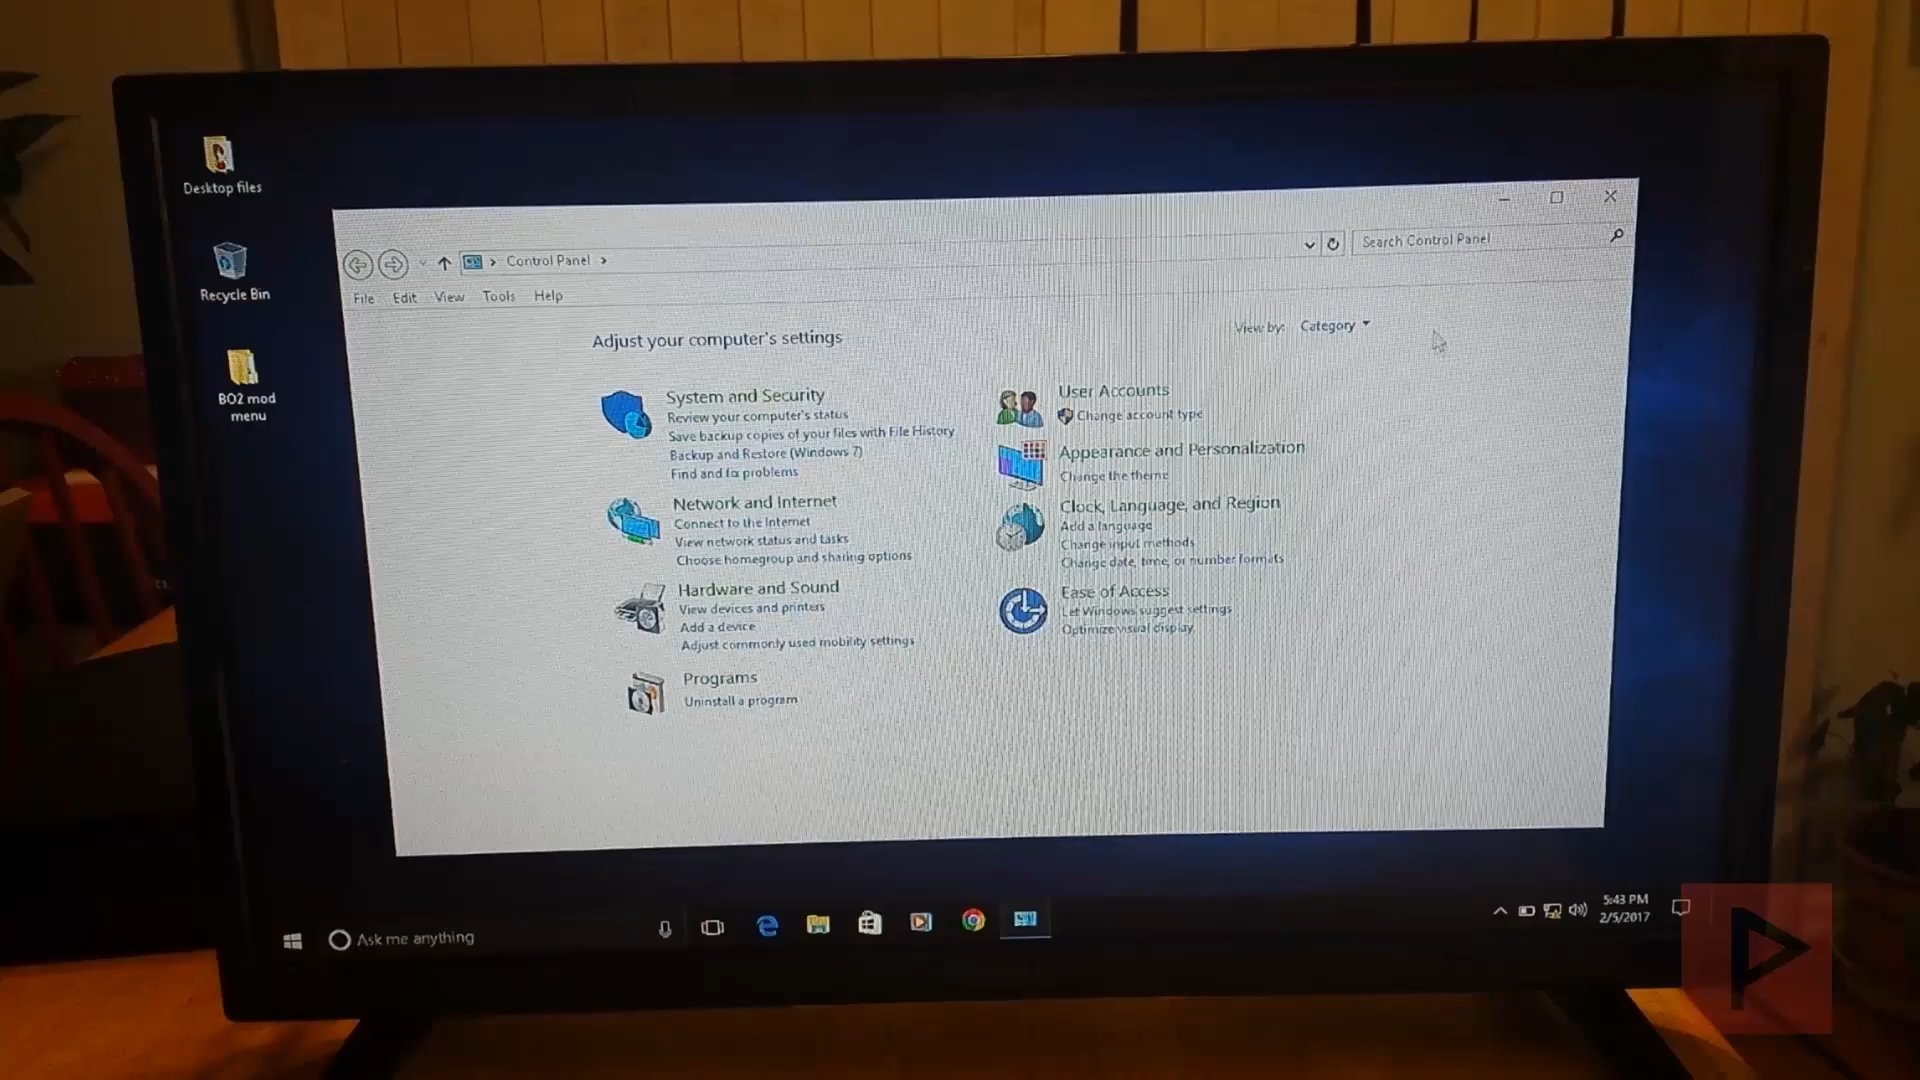 Desktop files
Recycle Bin
BO2 mod
menu
Control Panel
Search Control Panel
File Edit View Tools Help
Adjust your computer's settings
View by: Category
System and Security
Review your computer's status
Save backup copies of your files with File History
Backup and Restore (Windows 7)
Find and fix problems
Network and Internet
Connect to the Internet
View network status and tasks
Choose homegroup and sharing options
Hardware and Sound
View devices and printers
Add a device
Adjust commonly used mobility settings
Programs
Uninstall a program
User Accounts
Change account type
Appearance and Personalization
Change the theme
Clock, Language, and Region
Add a language
Change input methods
Change date, time, or number formats
Ease of Access
Let Windows suggest settings
Optimize visual display
Ask me anything
5:43 PM
2/5/2017